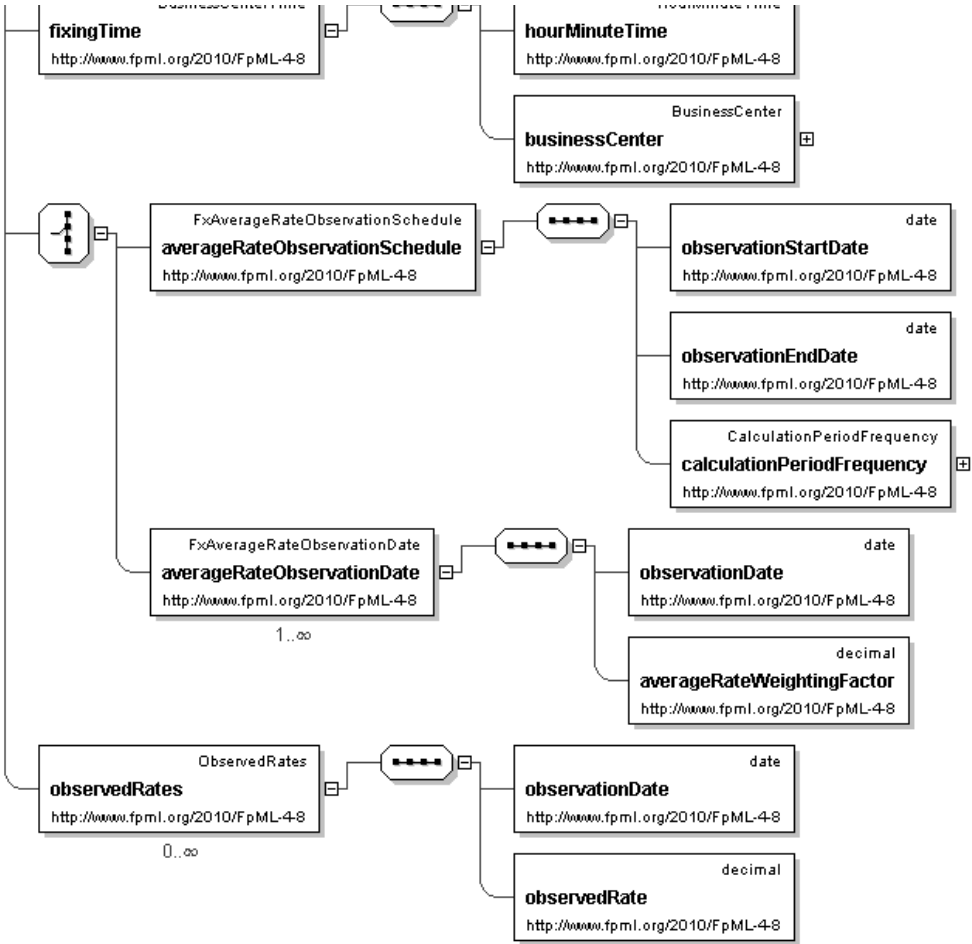 BusinessCenterTime
fixingTime
http://www.fpml.org/2010/FpML-4-8
HourMinuteTime
hourMinuteTime
http://www.fpml.org/2010/FpML-4-8
BusinessCenter
businessCenter
http://www.fpml.org/2010/FpML-4-8
FxAverageRateObservationSchedule
averageRateObservationSchedule
http://www.fpml.org/2010/FpML-4-8
date
observationStartDate
http://www.fpml.org/2010/FpML-4-8
date
observationEndDate
http://www.fpml.org/2010/FpML-4-8
CalculationPeriodFrequency
calculationPeriodFrequency
http://www.fpml.org/2010/FpML-4-8
FxAverageRateObservationDate
averageRateObservationDate
http://www.fpml.org/2010/FpML-4-8
1..∞
date
observationDate
http://www.fpml.org/2010/FpML-4-8
decimal
averageRateWeightingFactor
http://www.fpml.org/2010/FpML-4-8
ObservedRates
observedRates
http://www.fpml.org/2010/FpML-4-8
0..∞
date
observationDate
http://www.fpml.org/2010/FpML-4-8
decimal
observedRate
http://www.fpml.org/2010/FpML-4-8